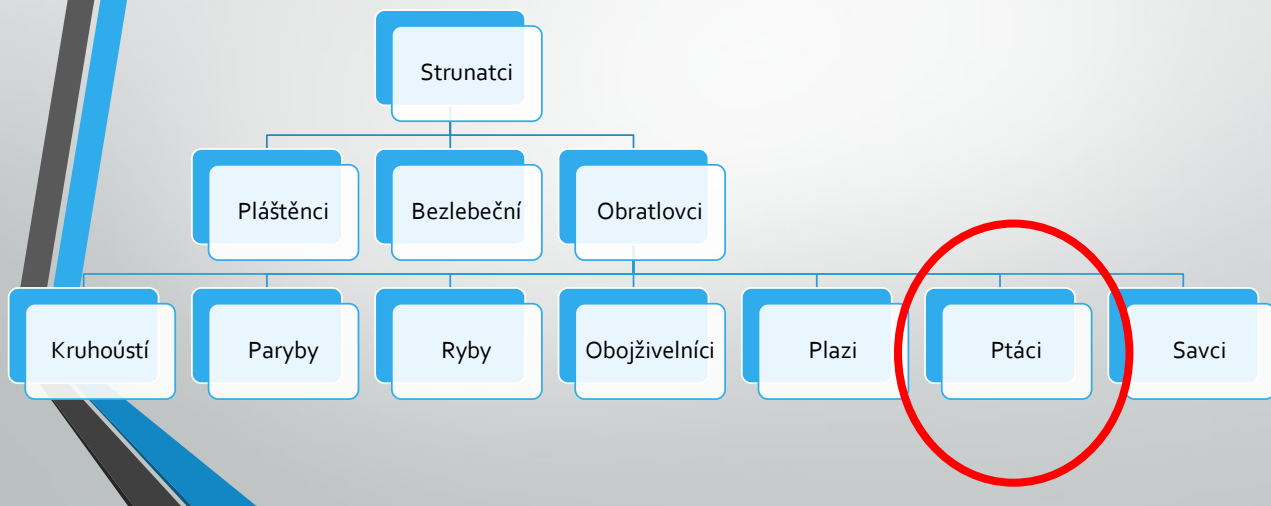 Strunatci
Pláštěnci
Bezlebeční
Obratlovci
Kruhoústí
Paryby
Ryby
Obojživelníci
Plazi
Ptáci
Savci